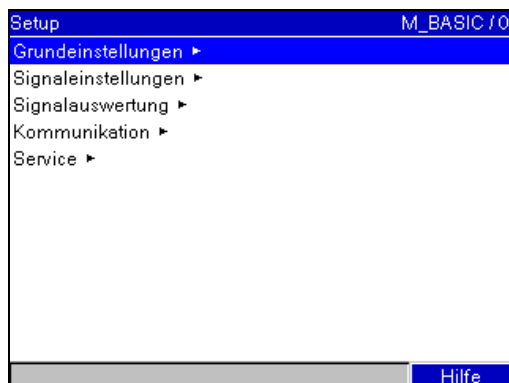 Setup M_BASIC / 0
Grundeinstellungen ►
Signaleinstellungen ►
Signalauswertung ►
Kommunikation ►
Service ►
Hilfe